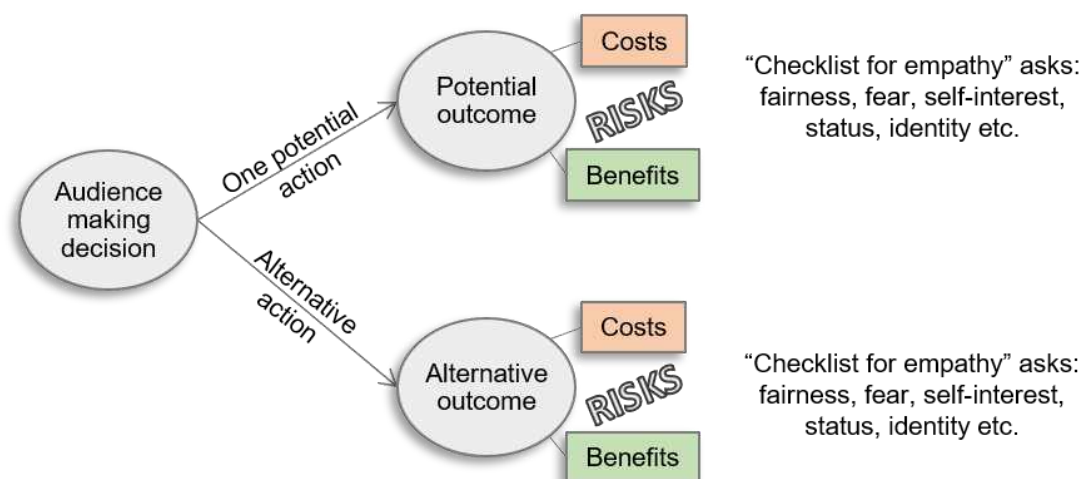 Costs
Potential
outcome
RISKS
Benefits
“Checklist for empathy” asks:
fairness, fear, self-interest,
status, identity etc.
One potential
action
Audience
making
decision
Alternative
action
Costs
Alternative
outcome
RISKS
Benefits
“Checklist for empathy” asks:
fairness, fear, self-interest,
status, identity etc.